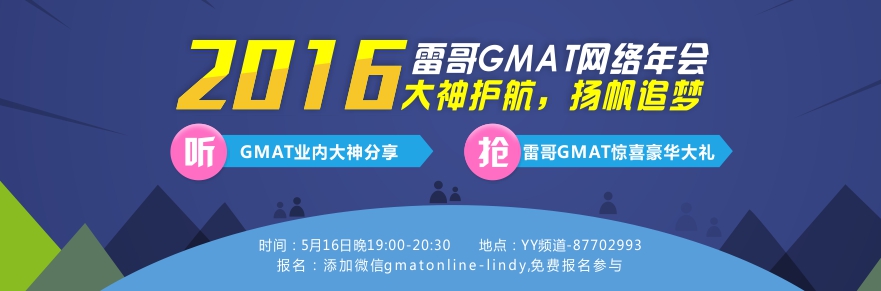 2016
雷哥GMAT网络年会
大神护航，扬帆追梦
听 GMAT业内大神分享
抢 雷哥GMAT惊喜豪华大礼
时间：5月16日晚19:00-20:30 地点：YY频道-87702993
报名：添加微信gmatonline-lindy,免费报名参与